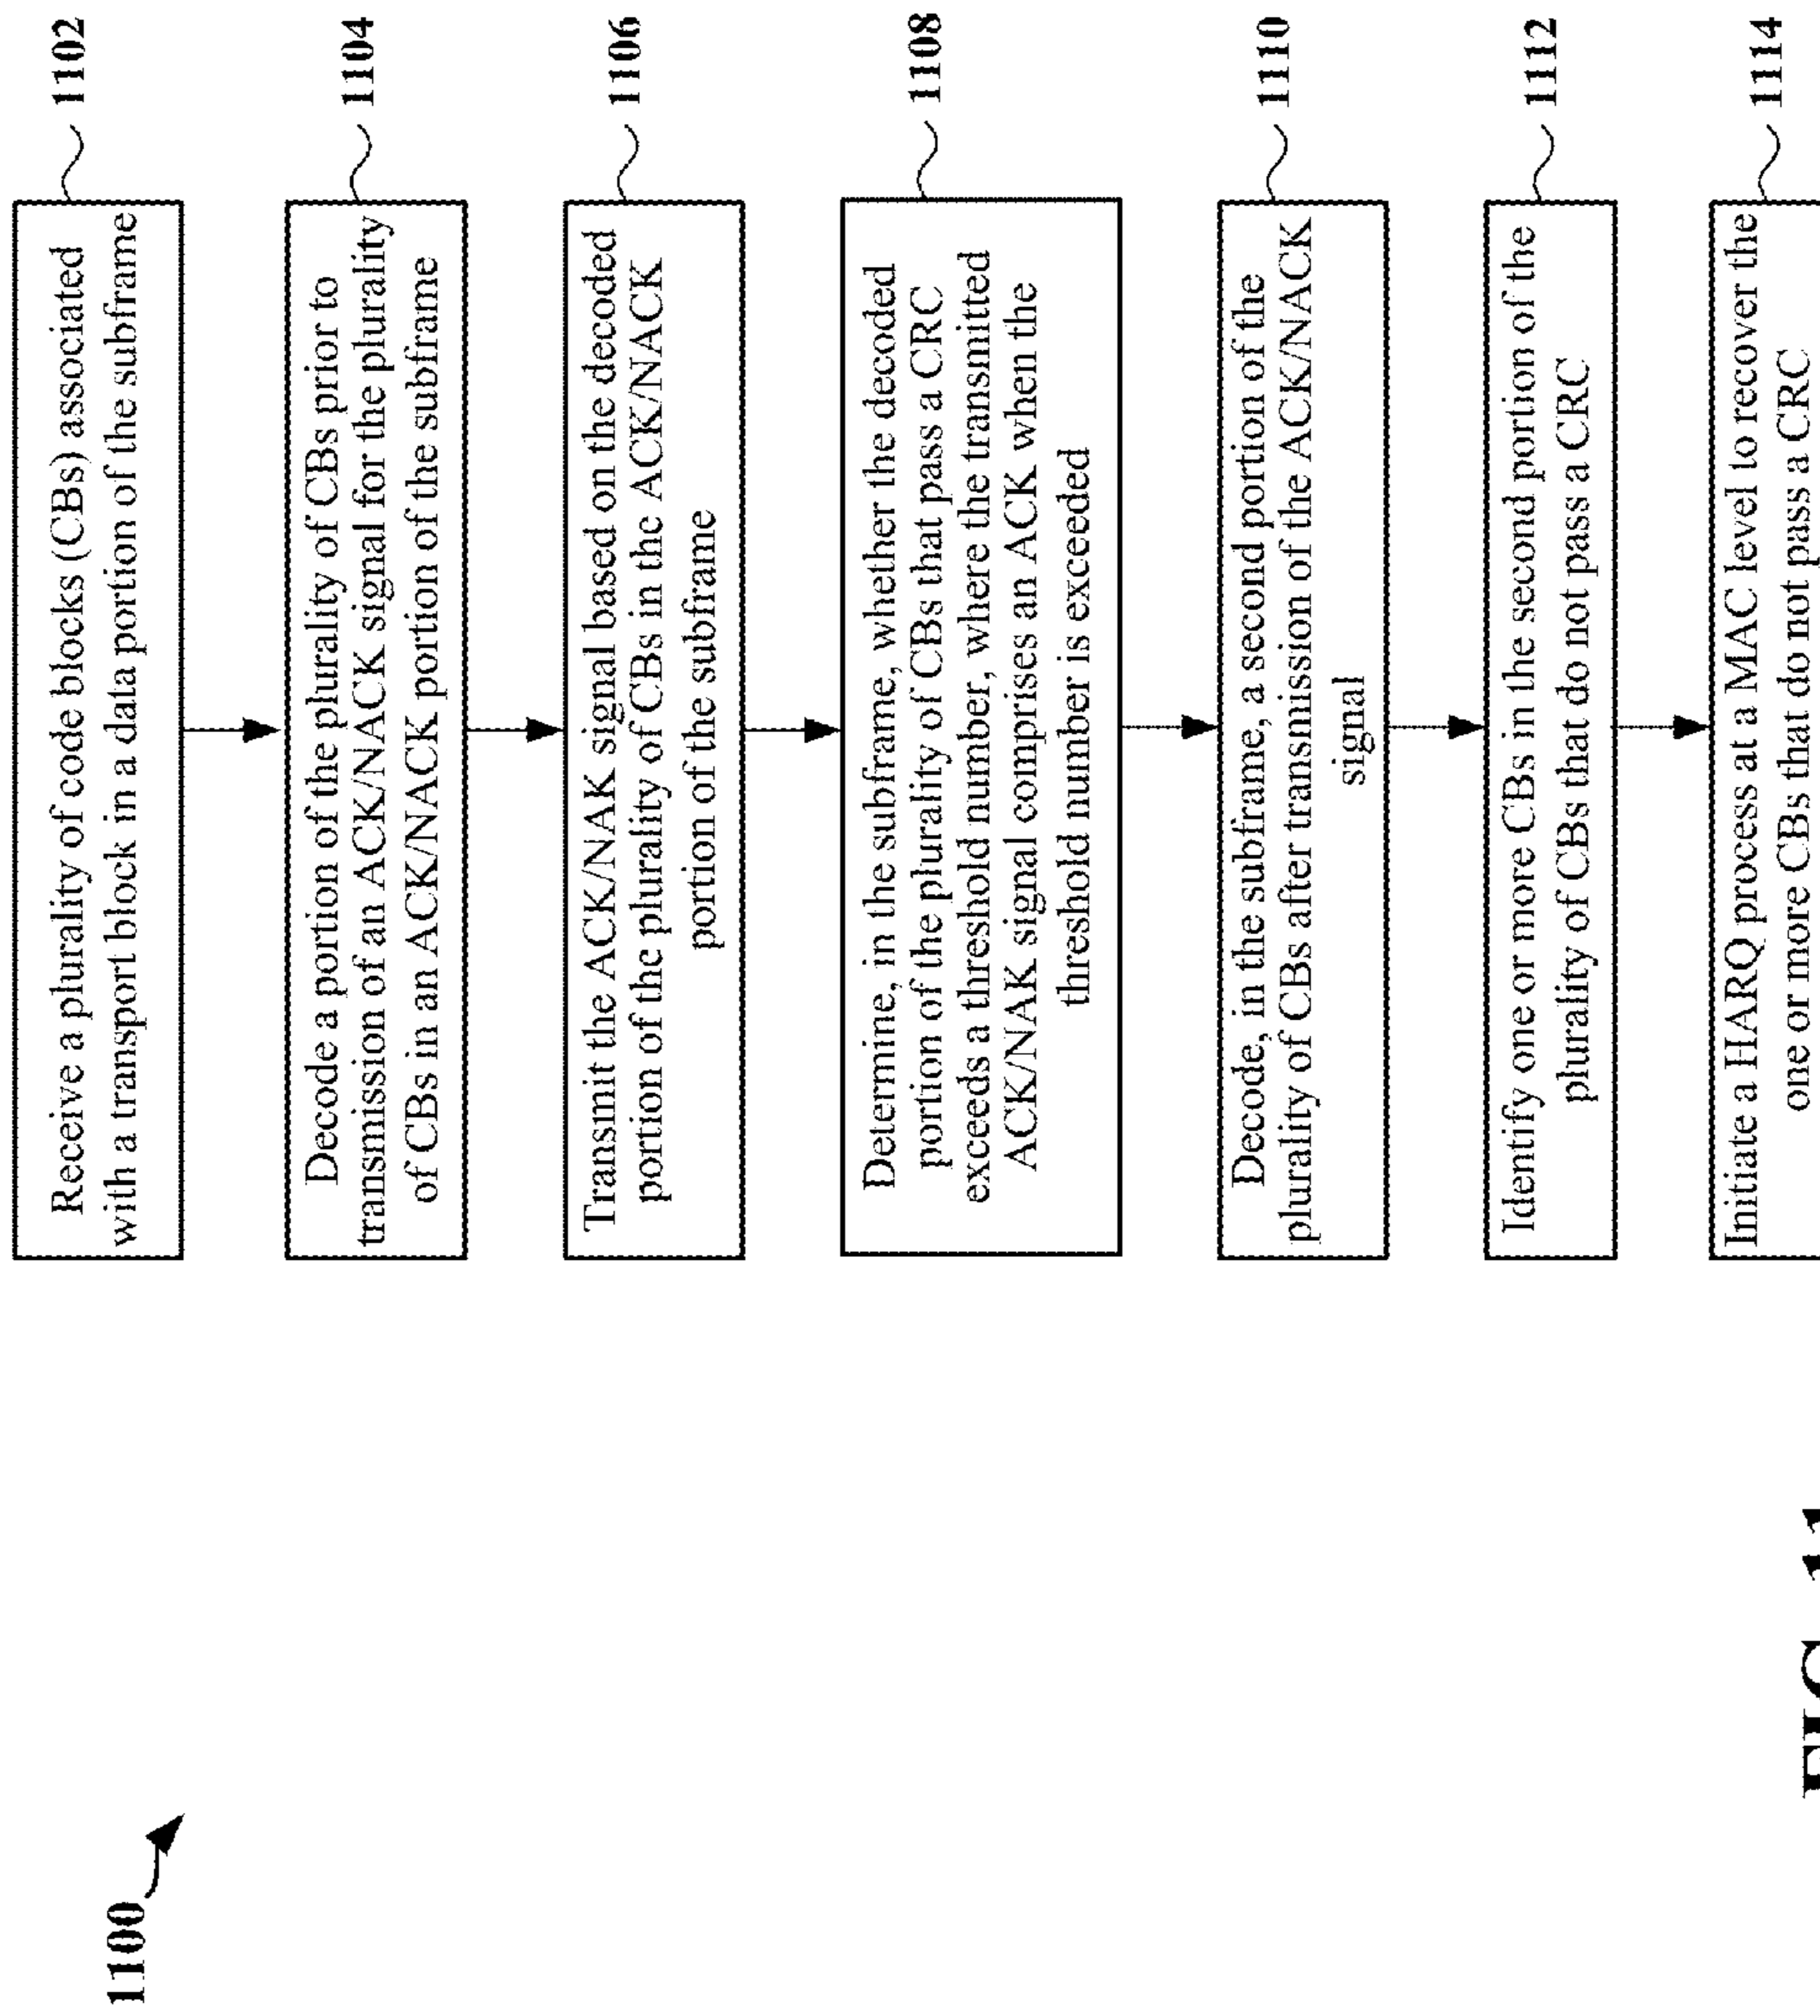 1100
Receive a plurality of code blocks (CBs) associated
with a transport block in a data portion of the subframe
1102
Decode a portion of the plurality of CBs prior to
transmission of an ACK/NACK signal for the plurality
of CBs in an ACK/NACK portion of the subframe
1104
Transmit the ACK/NAK signal based on the decoded
portion of the plurality of CBs in the ACK/NACK
portion of the subframe
1106
Determine, in the subframe, whether the decoded
portion of the plurality of CBs that pass a CRC
exceeds a threshold number, where the transmitted
ACK/NAK signal comprises an ACK when the
threshold number is exceeded
1108
Decode, in the subframe, a second portion of the
plurality of CBs after transmission of the ACK/NACK
signal
1110
Identify one or more CBs in the second portion of the
plurality of CBs that do not pass a CRC
1112
Initiate a HARQ process at a MAC level to recover the
one or more CBs that do not pass a CRC
1114